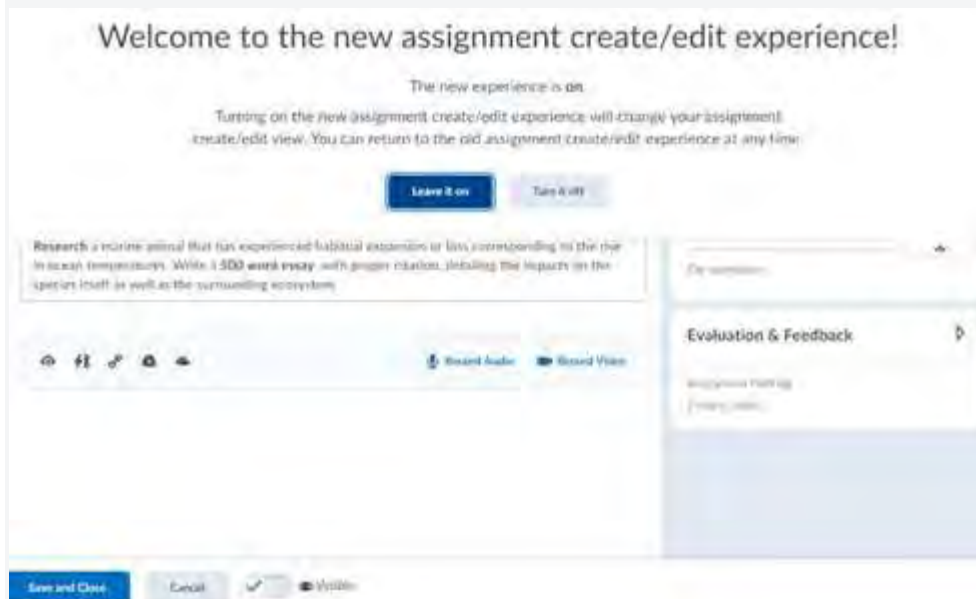 Welcome to the new assignment create/edit experience!
The new experience is on
Turning on the new assignment create/edit experience will change your assignment
create/edit view. You can return to the old assignment create/edit experience at any time.
Leave it on
Turn it off
Research a marine animal that has experienced habitual expansion or loss corresponding to the rise
in ocean temperatures. Write a 500 word essay with proper citation, detailing the impacts on the
species itself as well as the surrounding ecosystem.
Record Audio
Record Video
Evaluation & Feedback
Save and Close
Cancel